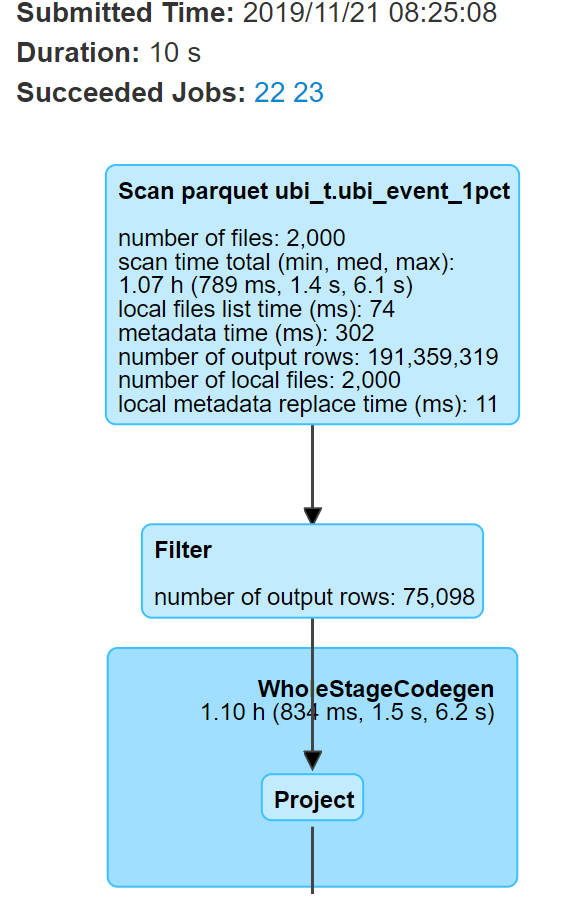 Submitted Time: 2019/11/21 08:25:08
Duration: 10 s
Succeeded Jobs: 22 23
Scan parquet ubi_t.ubi_event_1pct
number of files: 2,000
scan time total (min, med, max):
1.07 h (789 ms, 1.4 s, 6.1 s)
local files list time (ms): 74
metadata time (ms): 302
number of output rows: 191,359,319
number of local files: 2,000
local metadata replace time (ms): 11
Filter
number of output rows: 75,098
WholeStageCodegen
1.10 h (834 ms, 1.5 s, 6.2 s)
Project